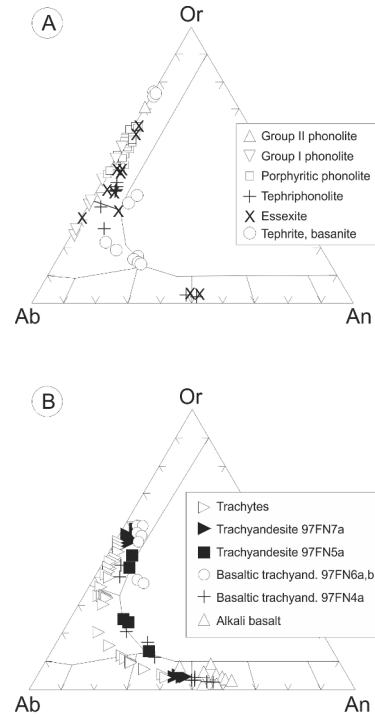 A
Or
Group II phonolite
Group I phonolite
Porphyritic phonolite
Tephriphonolite
Essexite
Tephrite, basanite
Ab
An
B
Or
Trachytes
Trachyandesite 97FN7a
Trachyandesite 97FN5a
Basaltic trachyand. 97FN6a,b
Basaltic trachyand. 97FN4a
Alkali basalt
Ab
An